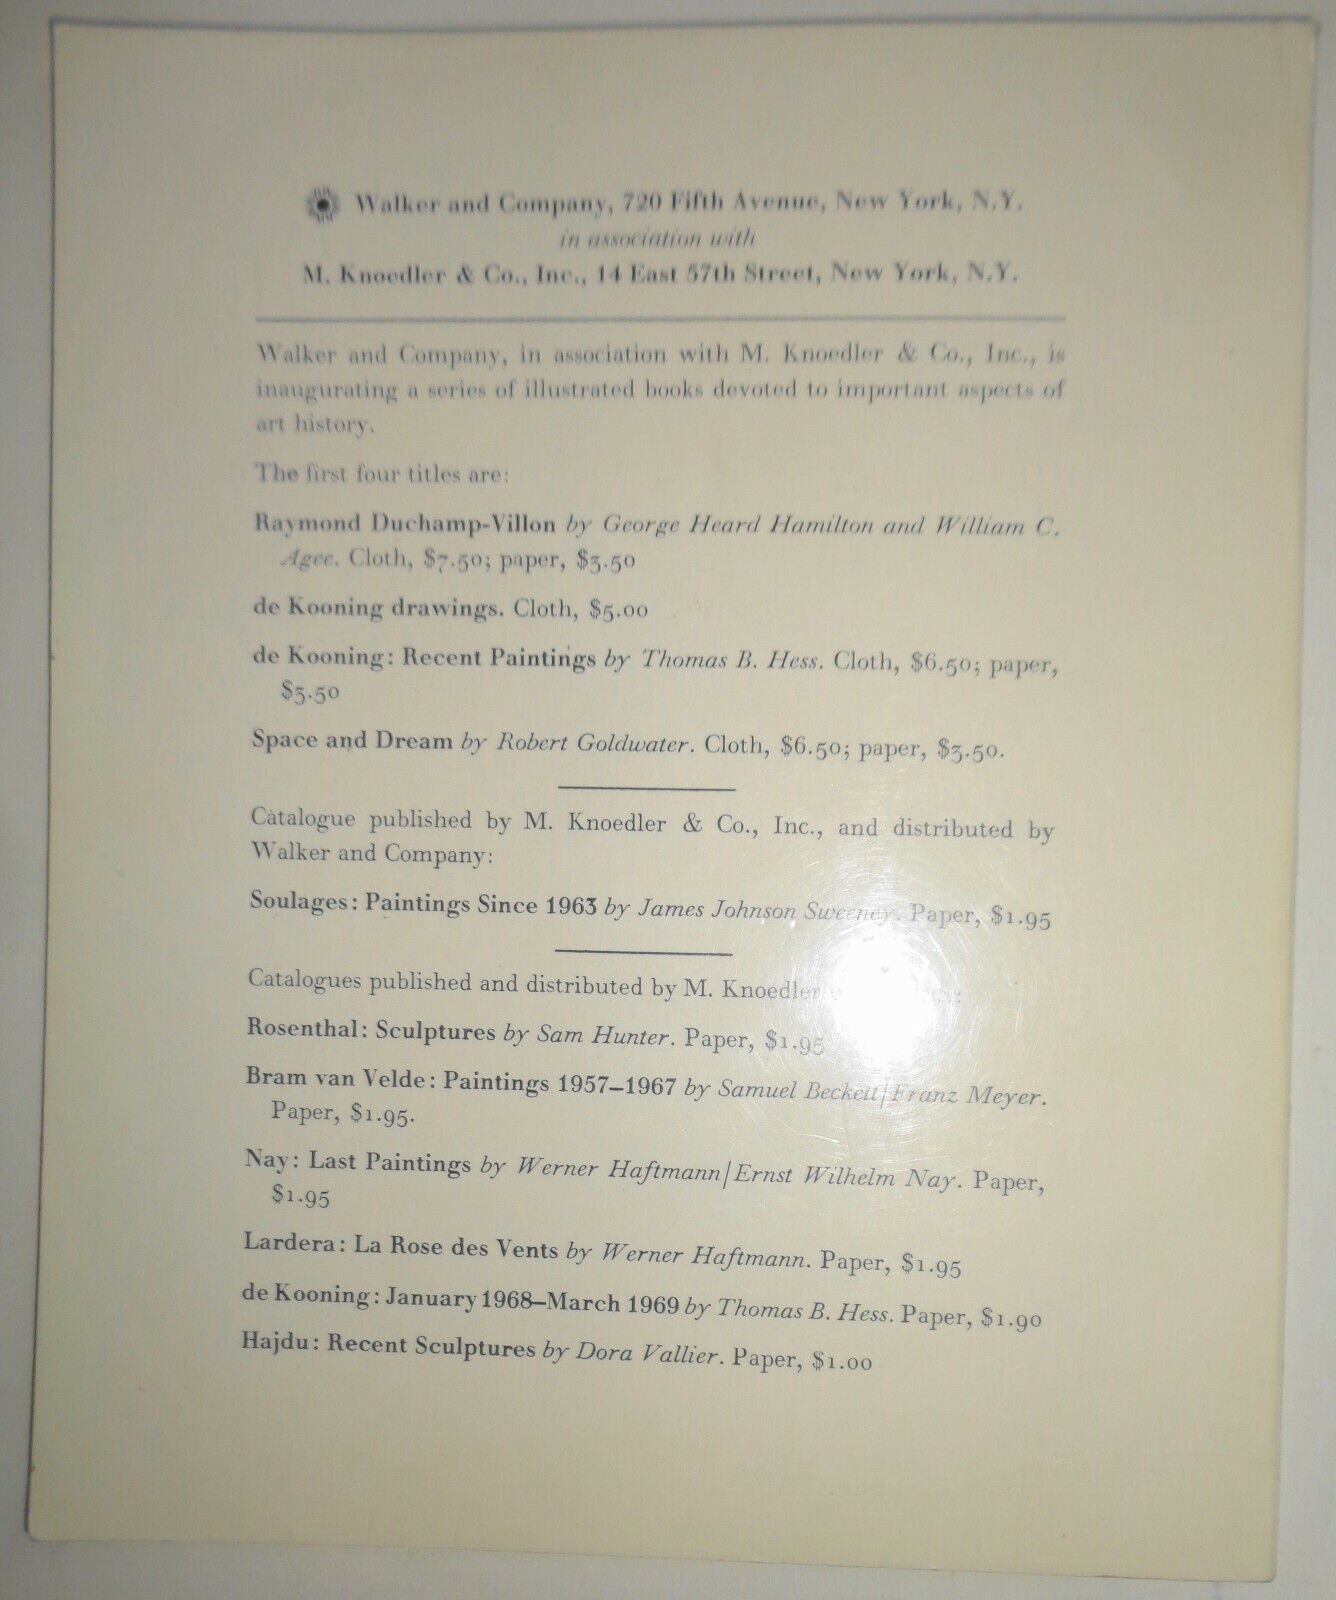 Walker and Company, 720 Fifth Avenue, New York, N.Y.
in association with
M. Knoedler & Co., Inc., 14 East 57th Street, New York, N.Y.
Walker and Company, in association with M. Knoedler & Co., Inc., is
inaugurating a series of illustrated books devoted to important aspects of
art history.
The first four titles are:
Raymond Duchamp-Villon by George Heard Hamilton and William C.
Agee. Cloth, $7.50; paper, $3.50
de Kooning drawings. Cloth, $5.00
de Kooning: Recent Paintings by Thomas B. Hess. Cloth, $6.50; paper,
$3.50
Space and Dream by Robert Goldwater. Cloth, $6.50; paper, $3.50.
Catalogue published by M. Knoedler & Co., Inc., and distributed by
Walker and Company:
Soulages: Paintings Since 1963 by James Johnson Sweeney. Paper, $1.95
Catalogues published and distributed by M. Knoedler
Rosenthal: Sculptures by Sam Hunter. Paper, $1.95
Bram van Velde: Paintings 1957–1967 by Samuel Beckett/Franz Meyer.
Paper, $1.95.
Nay: Last Paintings by Werner Haftmann/Ernst Wilhelm Nay. Paper,
$1.95
Lardera: La Rose des Vents by Werner Haftmann. Paper, $1.95
de Kooning: January 1968–March 1969 by Thomas B. Hess. Paper, $1.90
Hajdu: Recent Sculptures by Dora Vallier. Paper, $1.00